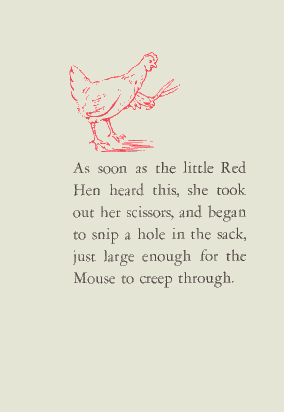 As soon as the little Red
Hen heard this, she took
out her scissors, and began
to snip a hole in the sack,
just large enough for the
Mouse to creep through.